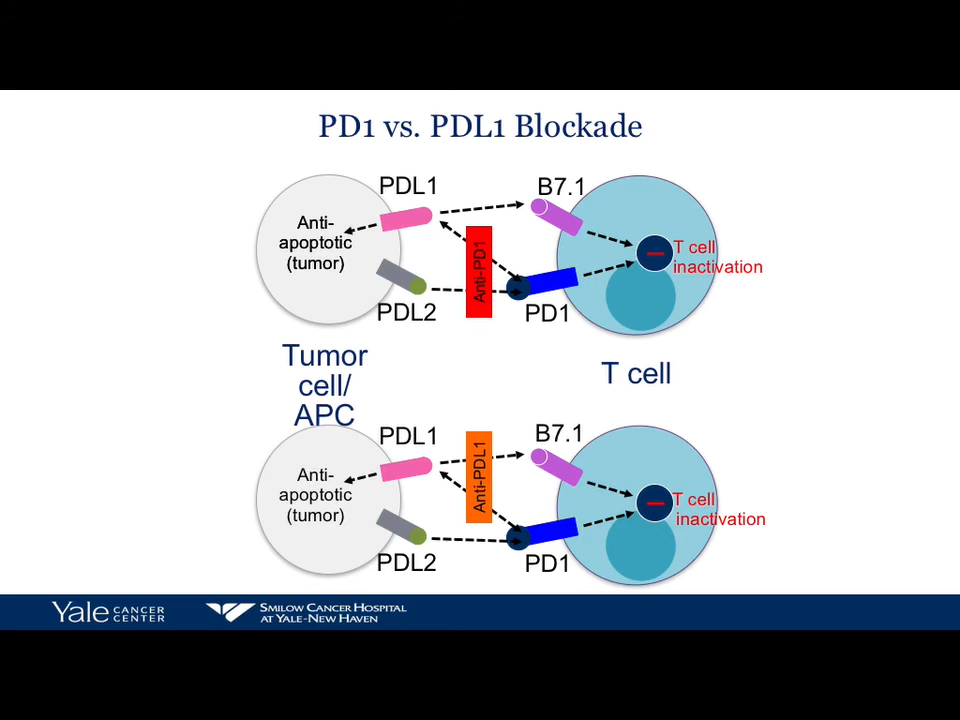 PD1 vs. PDL1 Blockade
PDL1
B7.1
Anti-
apoptotic
(tumor)
Anti-PD1
T cell
inactivation
PDL2
PD1
Tumor
cell/
APC
T cell
PDL1
B7.1
Anti-
apoptotic
(tumor)
Anti-PDL1
T cell
inactivation
PDL2
PD1
Yale CANCER
CENTER
SMILOW CANCER HOSPITAL
AT YALE-NEW HAVEN